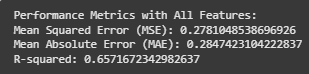 Performance Metrics with All Features:
Mean Squared Error (MSE): 0.2781048538696926
Mean Absolute Error (MAE): 0.2847423104222837
R-squared: 0.6571672342982637